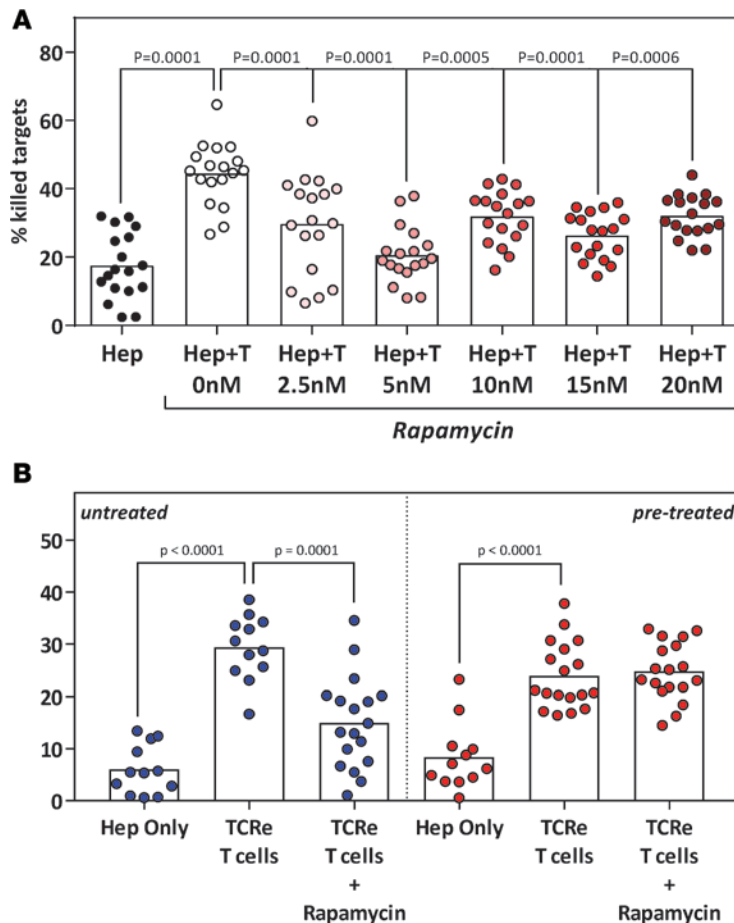 A
80
P=0.0001 P=0.0001 P=0.0001 P=0.0005 P=0.0001 P=0.0006
60
40
20
0
% killed targets
Hep Hep+T Hep+T Hep+T Hep+T Hep+T Hep+T
0nM 2.5nM 5nM 10nM 15nM 20nM
Rapamycin
B
untreated pre-treated
50
p < 0.0001 p = 0.0001 p < 0.0001
40
30
20
10
0
Hep Only TCRe TCRe Hep Only TCRe TCRe
T cells T cells T cells T cells
+ +
Rapamycin Rapamycin